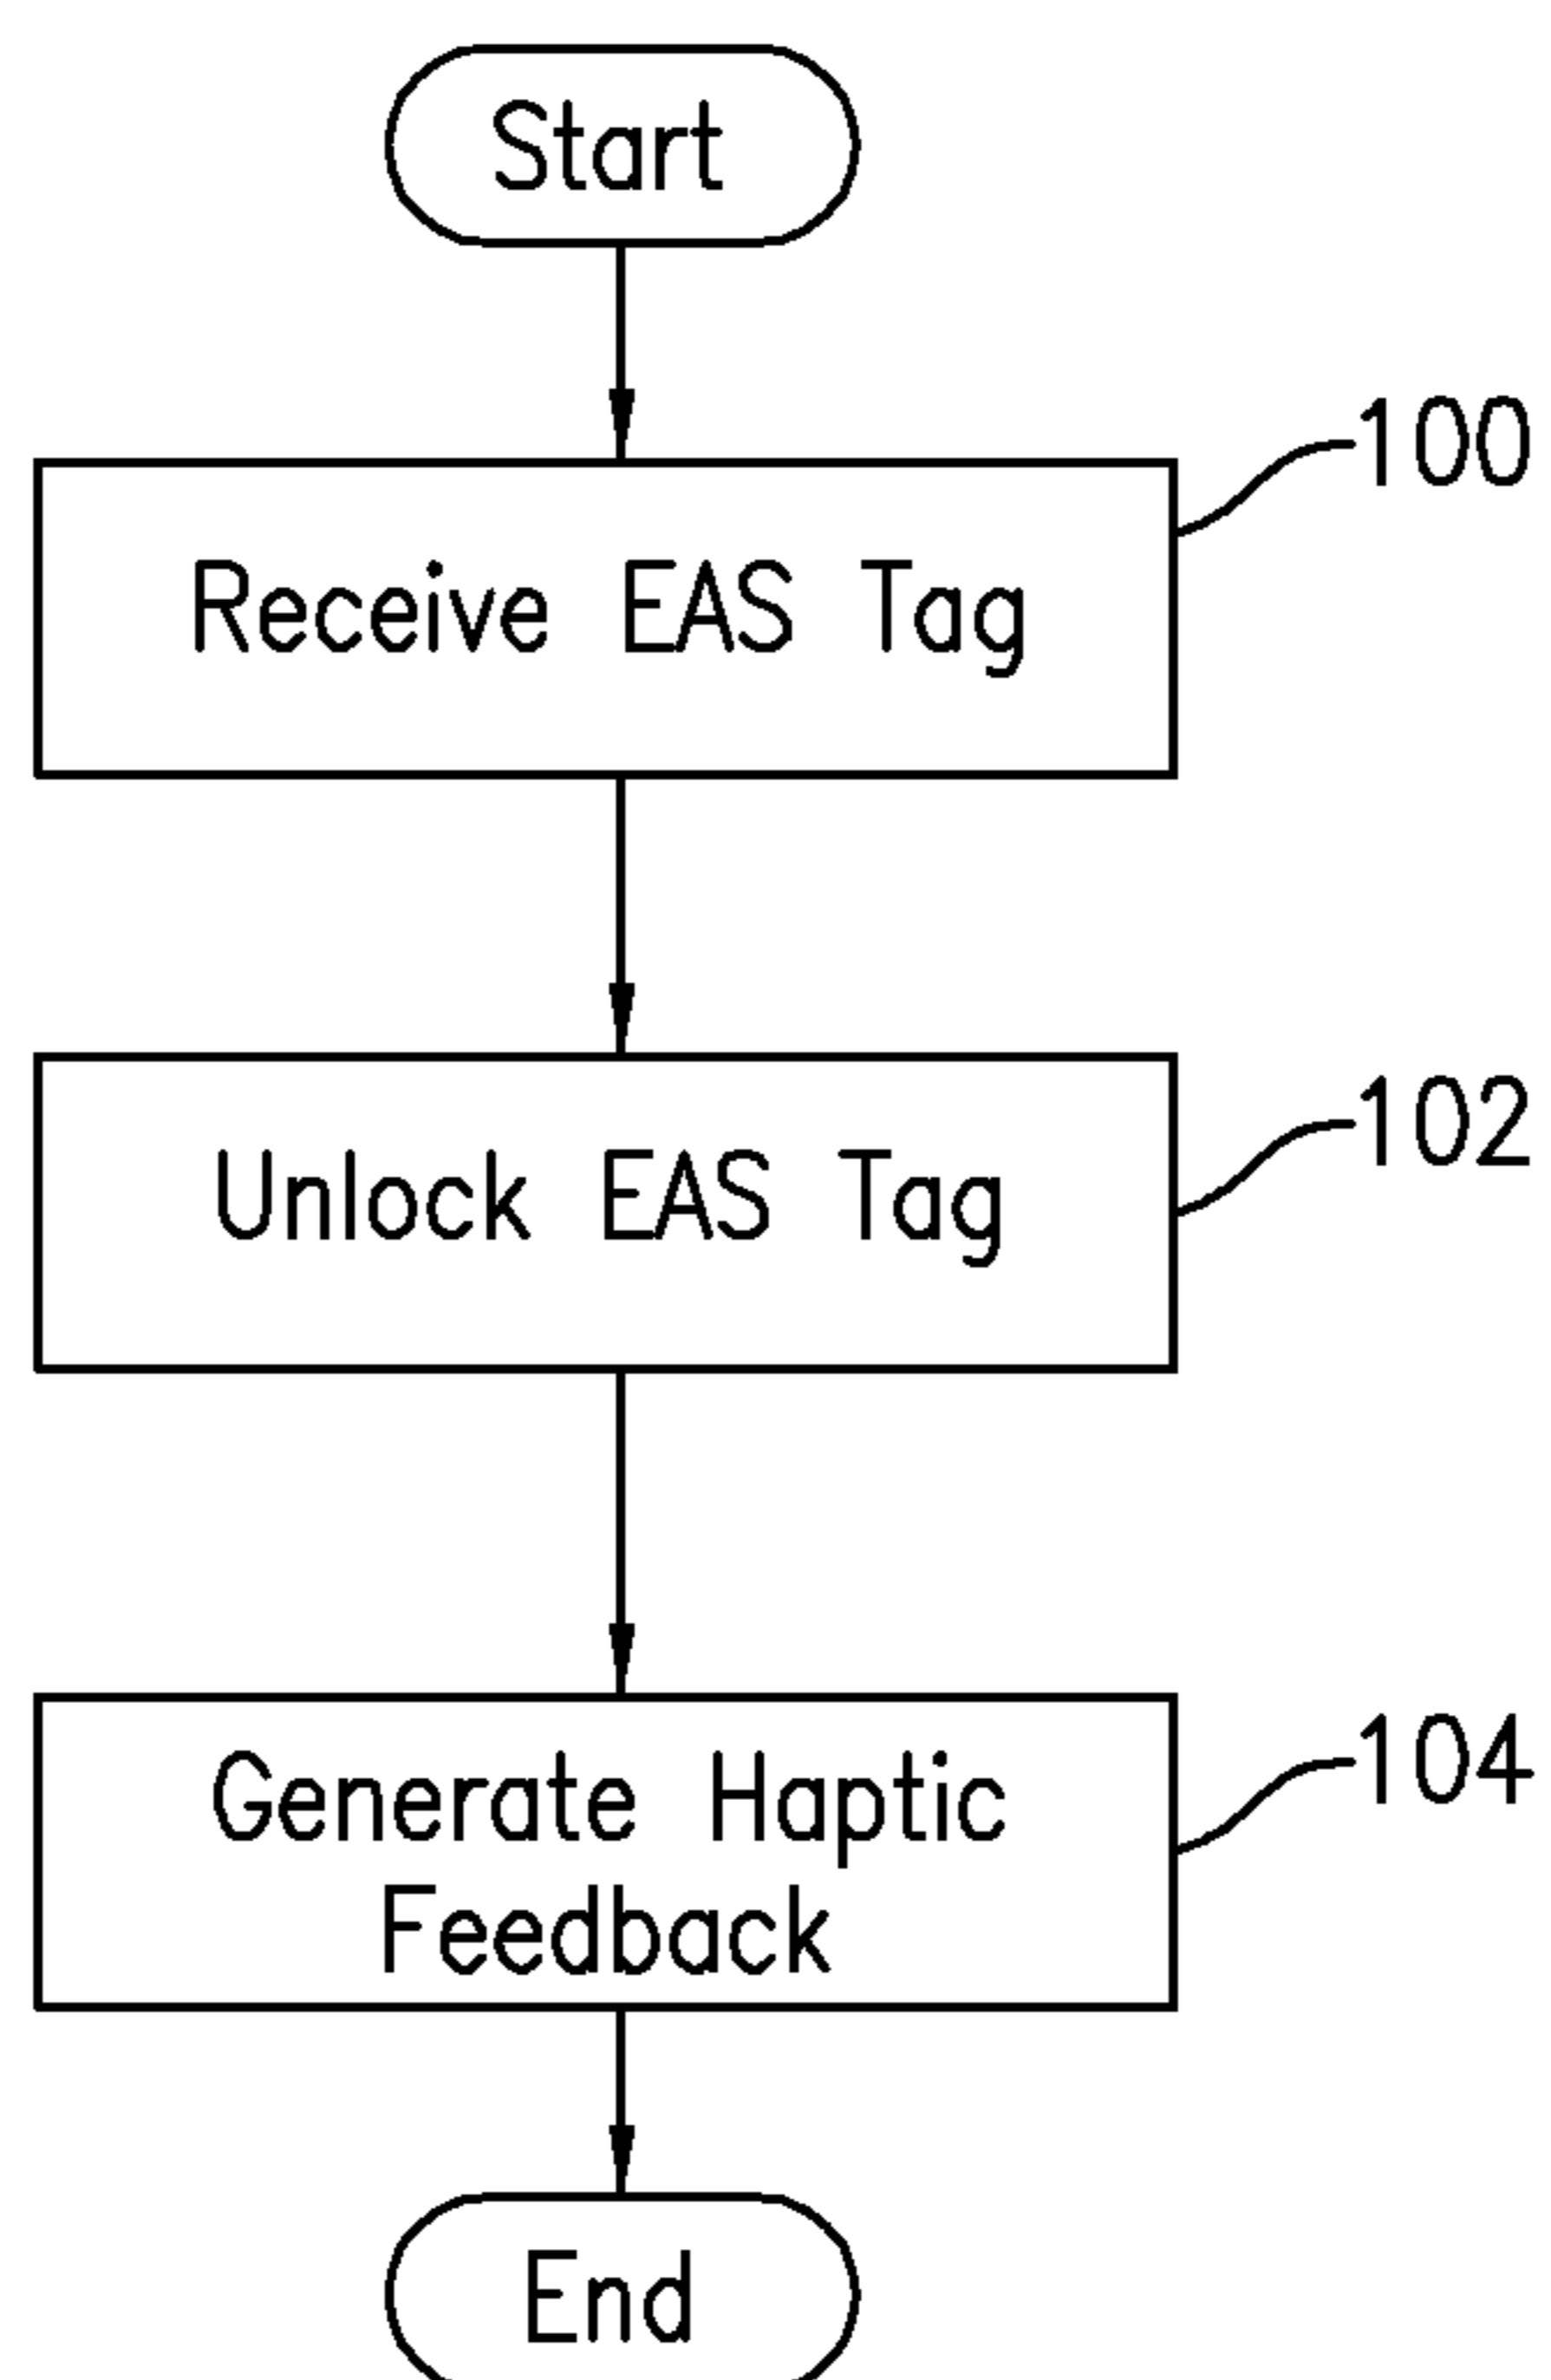 Start
100
Receive EAS Tag
102
Unlock EAS Tag
104
Generate Haptic
Feedback
End